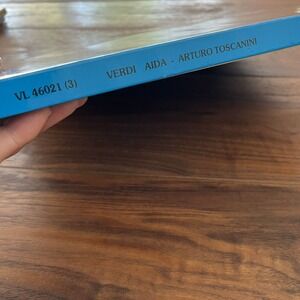 VL 46021 (3) VERDI AIDA - ARTURO TOSCANINI